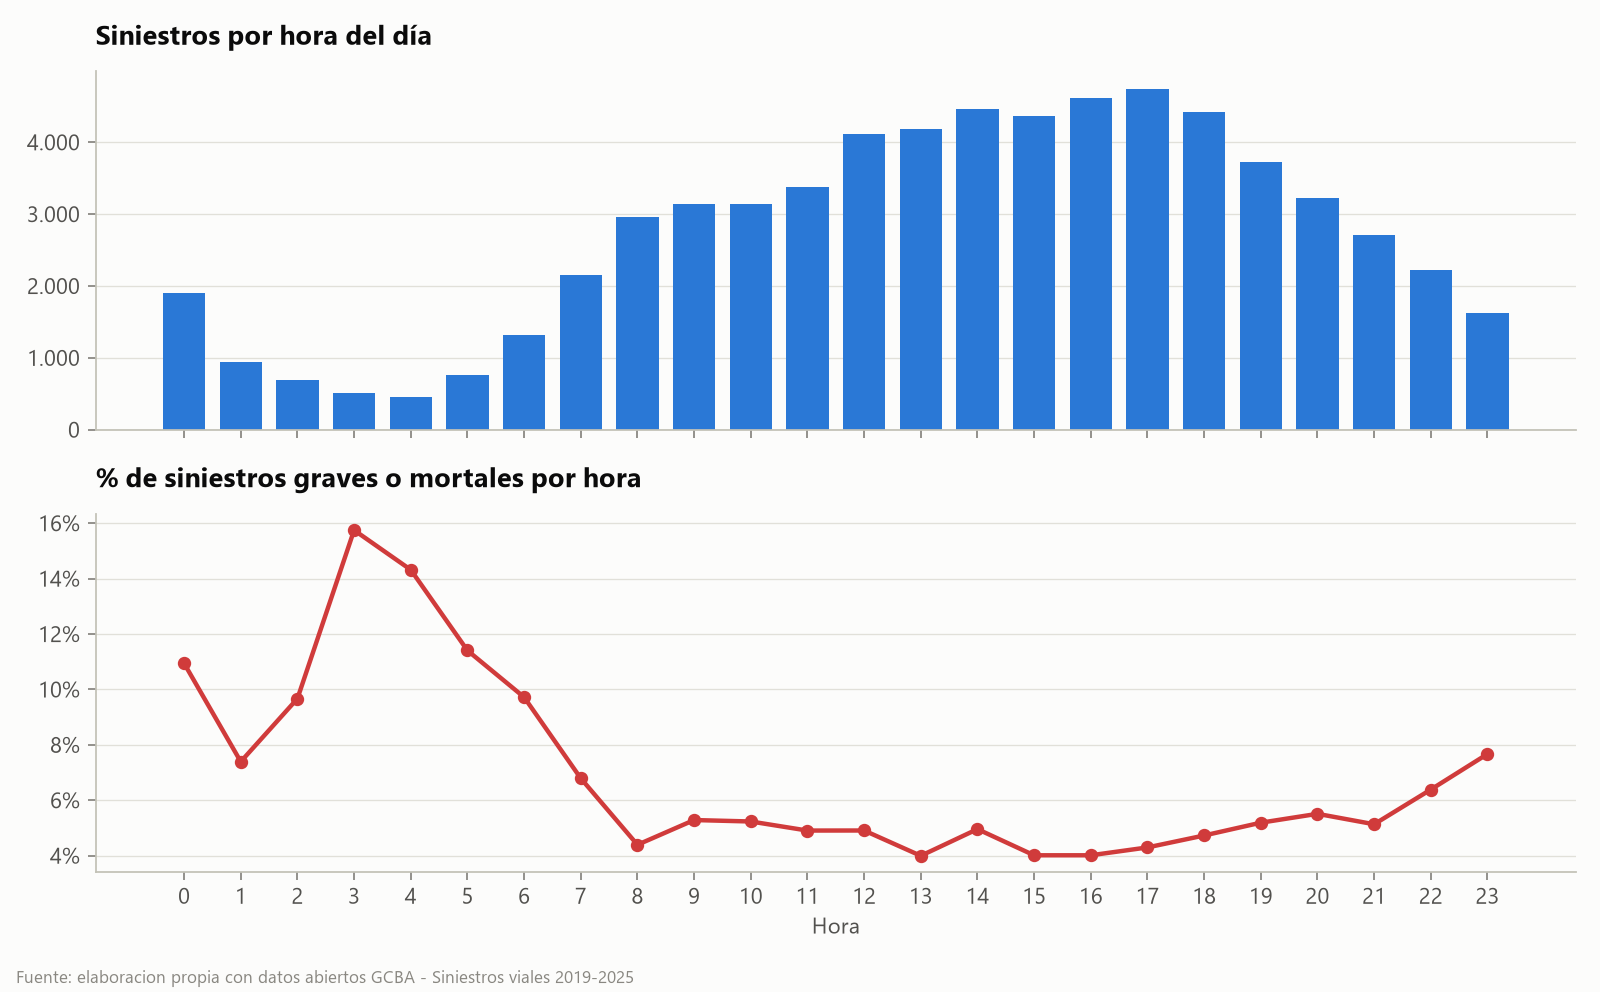 Siniestros por hora del día
4.000
3.000
2.000
1.000
0
% de siniestros graves o mortales por hora
16%
14%
12%
10%
8%
6%
4%
0 1 2 3 4 5 6 7 8 9 10 11 12 13 14 15 16 17 18 19 20 21 22 23
Hora
Fuente: elaboracion propia con datos abiertos GCBA - Siniestros viales 2019-2025